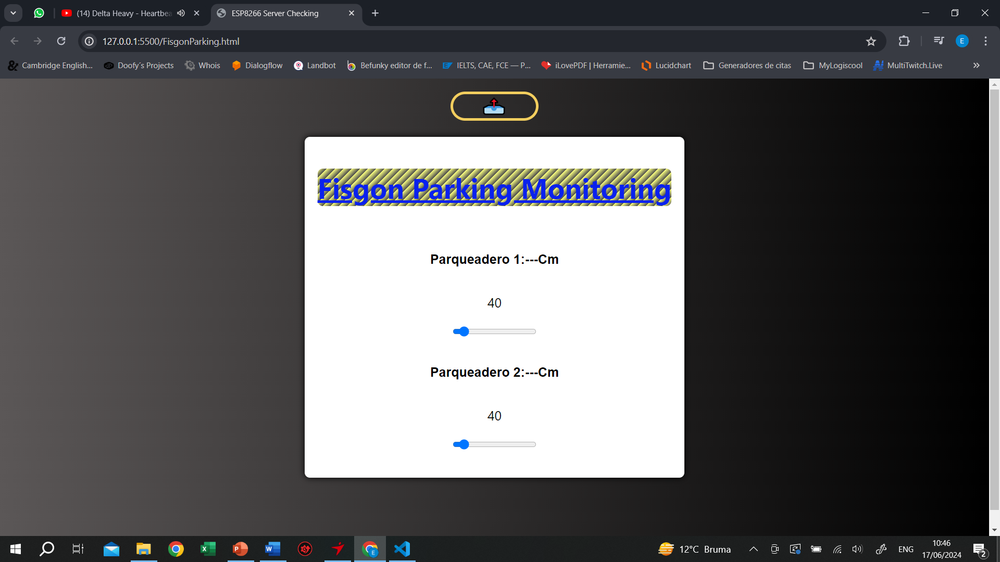 (14) Delta Heavy - Heartbea
ESP8266 Server Checking
127.0.0.1:5500/FisgonParking.html
E
Cambridge English...
Doofy´s Projects
Whois
Dialogflow
Landbot
Befunky editor de f...
IELTS, CAE, FCE — P...
iLovePDF | Herramie...
Lucidchart
Generadores de citas
MyLogiscool
MultiTwitch.Live
Fisgon Parking Monitoring
Parqueadero 1:---Cm
40
Parqueadero 2:---Cm
40
12°C Bruma
ENG
10:46
17/06/2024
2